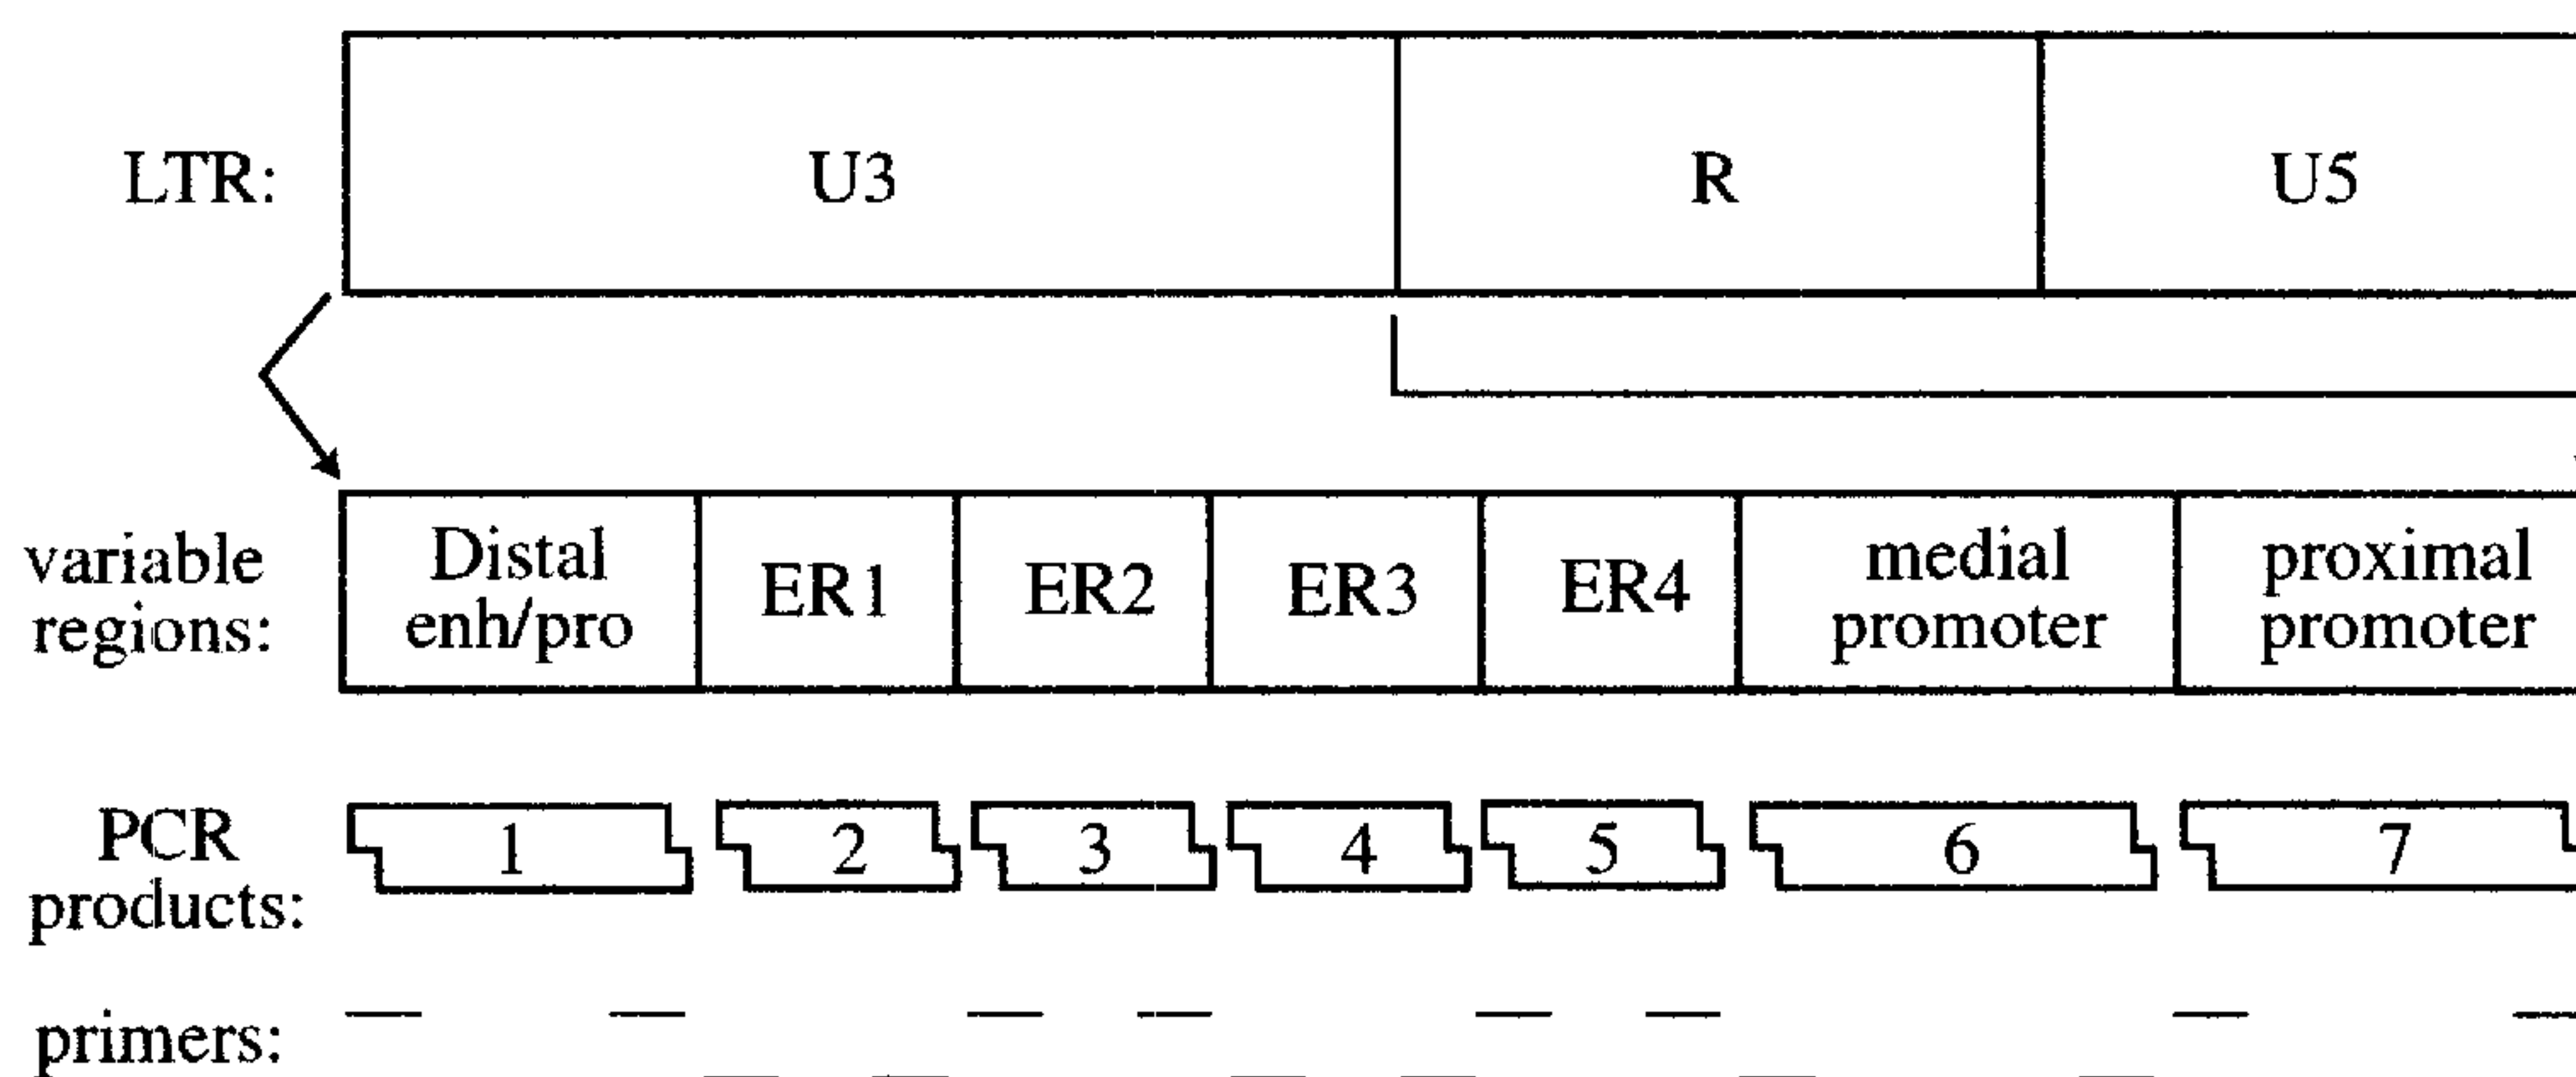 LTR:
U3
R
U5
variable
regions:
Distal
enh/pro
ER1
ER2
ER3
ER4
medial
promoter
proximal
promoter
PCR
products:
1
2
3
4
5
6
7
primers: